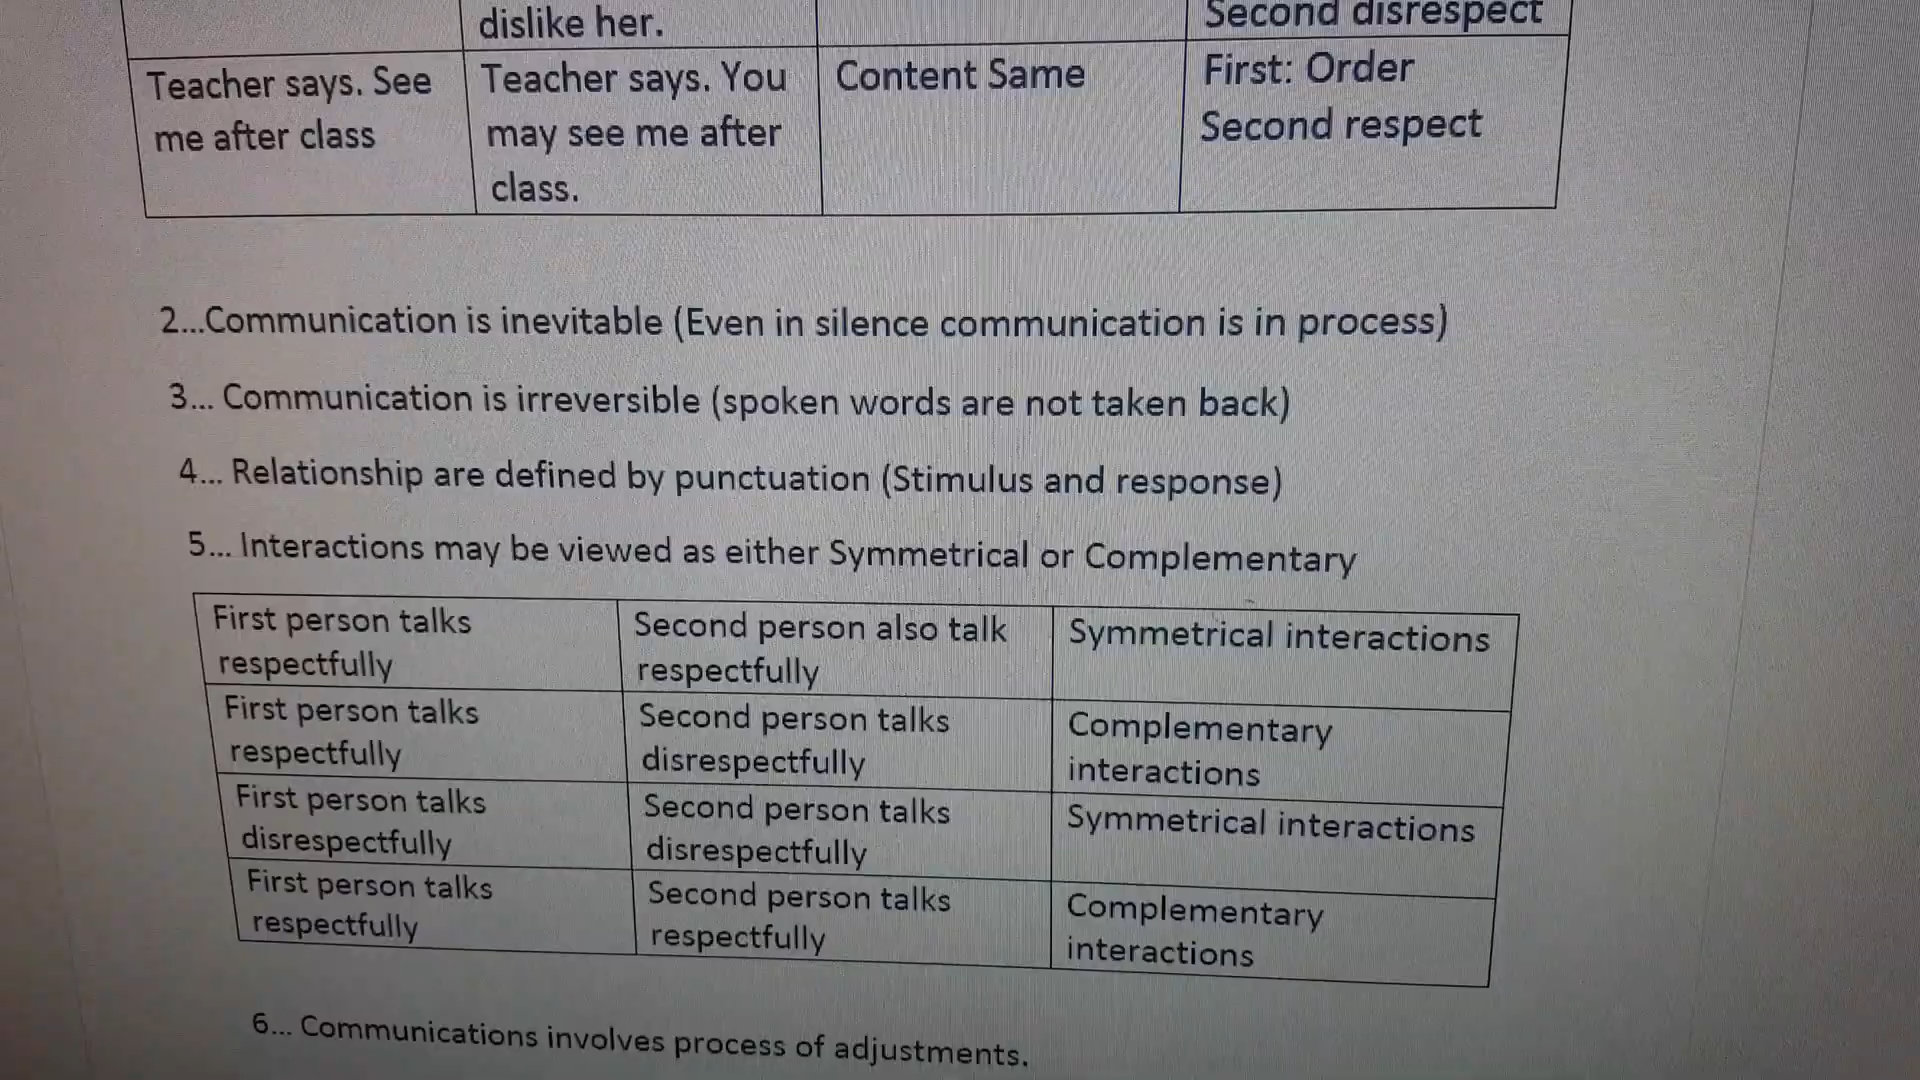 dislike her.
Second disrespect
Teacher says. See
me after class
Teacher says. You
may see me after
class.
Content Same
First: Order
Second respect
2...Communication is inevitable (Even in silence communication is in process)
3... Communication is irreversible (spoken words are not taken back)
4... Relationship are defined by punctuation (Stimulus and response)
5... Interactions may be viewed as either Symmetrical or Complementary
First person talks
respectfully
Second person also talk
respectfully
Symmetrical interactions
First person talks
respectfully
Second person talks
disrespectfully
Complementary
interactions
First person talks
disrespectfully
Second person talks
disrespectfully
Symmetrical interactions
First person talks
respectfully
Second person talks
respectfully
Complementary
interactions
6... Communications involves process of adjustments.